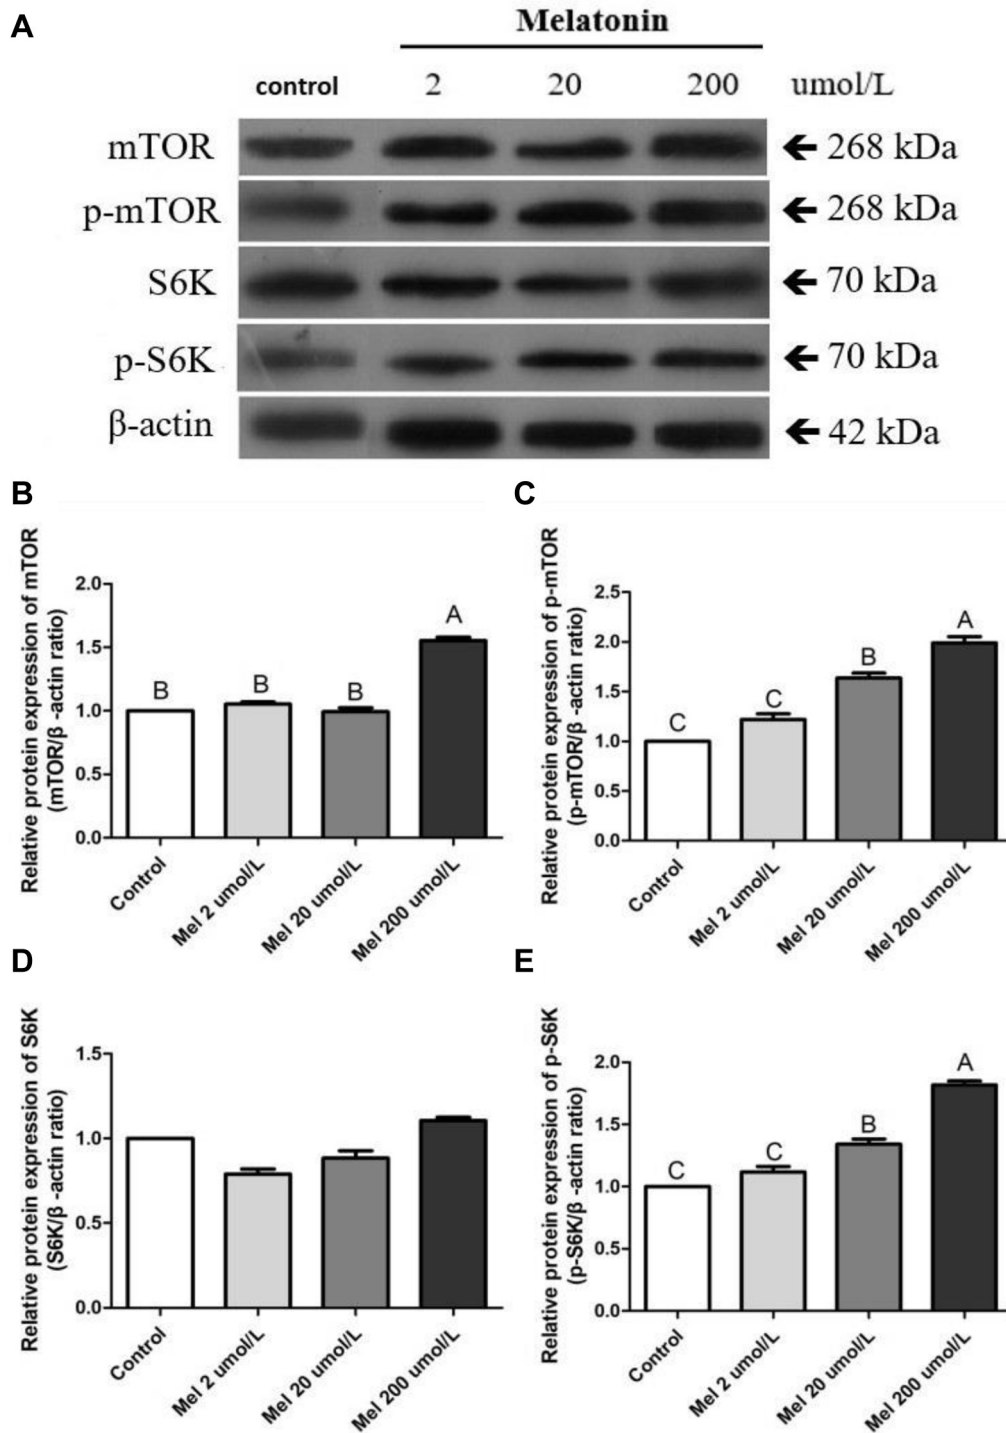 A
Melatonin
control 2 20 200 umol/L
mTOR ← 268 kDa
p-mTOR ← 268 kDa
S6K ← 70 kDa
p-S6K ← 70 kDa
β-actin ← 42 kDa
B
Relative protein expression of mTOR
(mTOR/β -actin ratio)
2.0
1.5
1.0
0.5
0.0
B
B
B
A
Control
Mel 2 umol/L
Mel 20 umol/L
Mel 200 umol/L
C
Relative protein expression of p-mTOR
(p-mTOR/β -actin ratio)
2.5
2.0
1.5
1.0
0.5
0.0
C
C
B
A
Control
Mel 2 umol/L
Mel 20 umol/L
Mel 200 umol/L
D
Relative protein expression of S6K
(S6K/β -actin ratio)
1.5
1.0
0.5
0.0
Control
Mel 2 umol/L
Mel 20 umol/L
Mel 200 umol/L
E
Relative protein expression of p-S6K
(p-S6K/β -actin ratio)
2.0
1.5
1.0
0.5
0.0
C
C
B
A
Control
Mel 2 umol/L
Mel 20 umol/L
Mel 200 umol/L